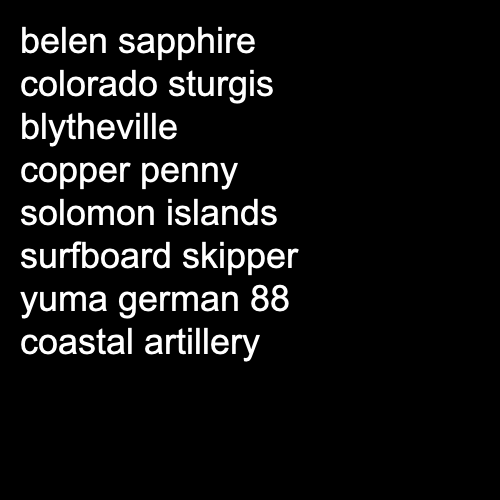 belen sapphire
colorado sturgis
blytheville
copper penny
solomon islands
surfboard skipper
yuma german 88
coastal artillery